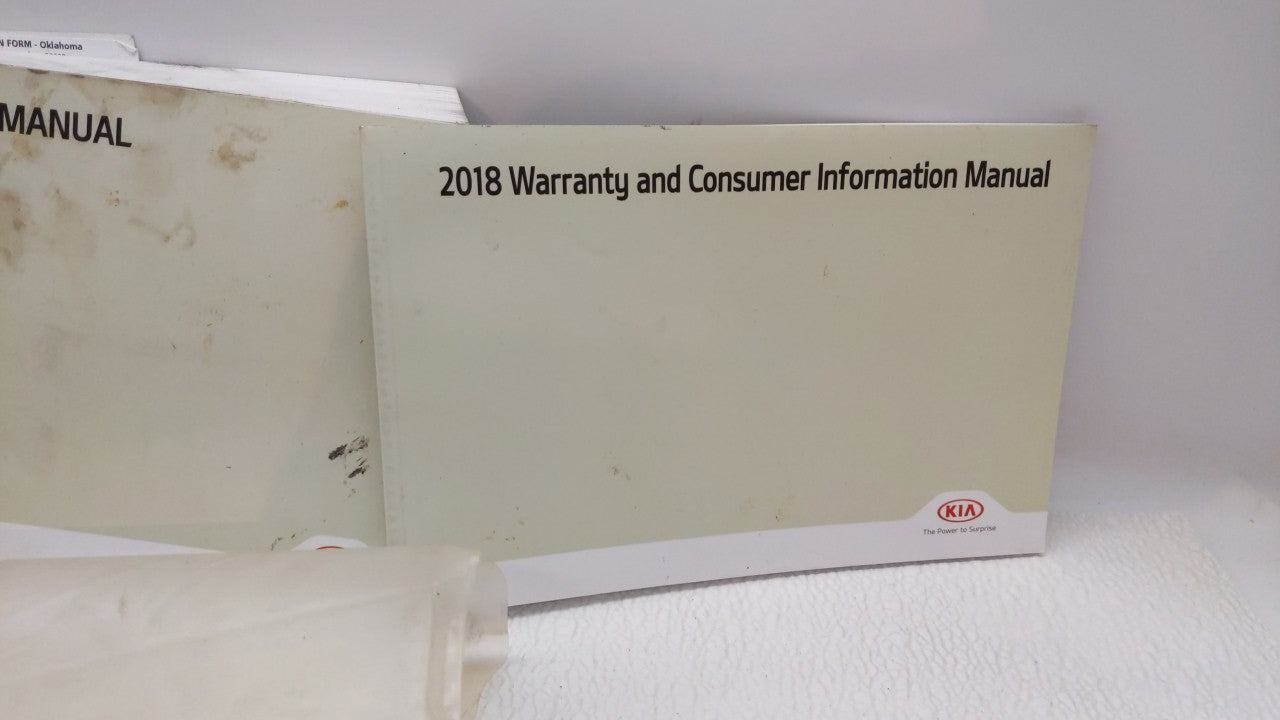 N FORM - Oklahoma
MANUAL
2018 Warranty and Consumer Information Manual
KIA
The Power to Surprise